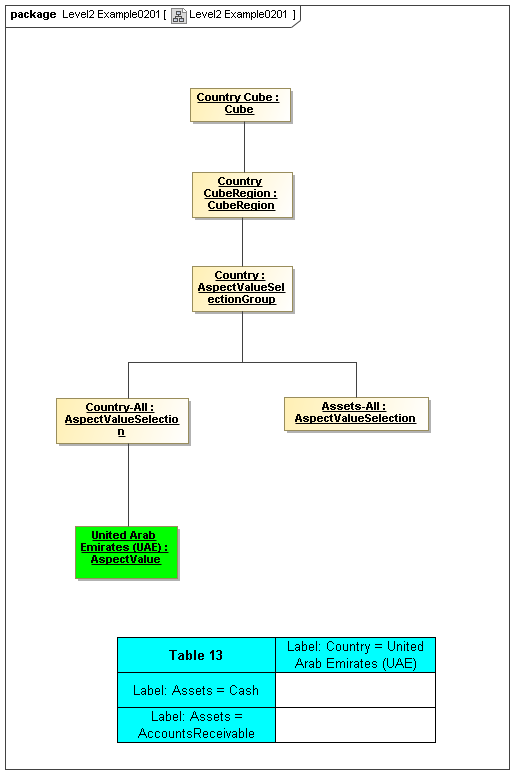 package Level2 Example0201 [ Level2 Example0201 ]
Country Cube :
Cube
Country
CubeRegion :
CubeRegion
Country :
AspectValueSel
ectionGroup
Country-All :
AspectValueSelectio
n
Assets-All :
AspectValueSelection
United Arab
Emirates (UAE) :
AspectValue
Table 13
Label: Country = United
Arab Emirates (UAE)
Label: Assets = Cash
Label: Assets =
AccountsReceivable